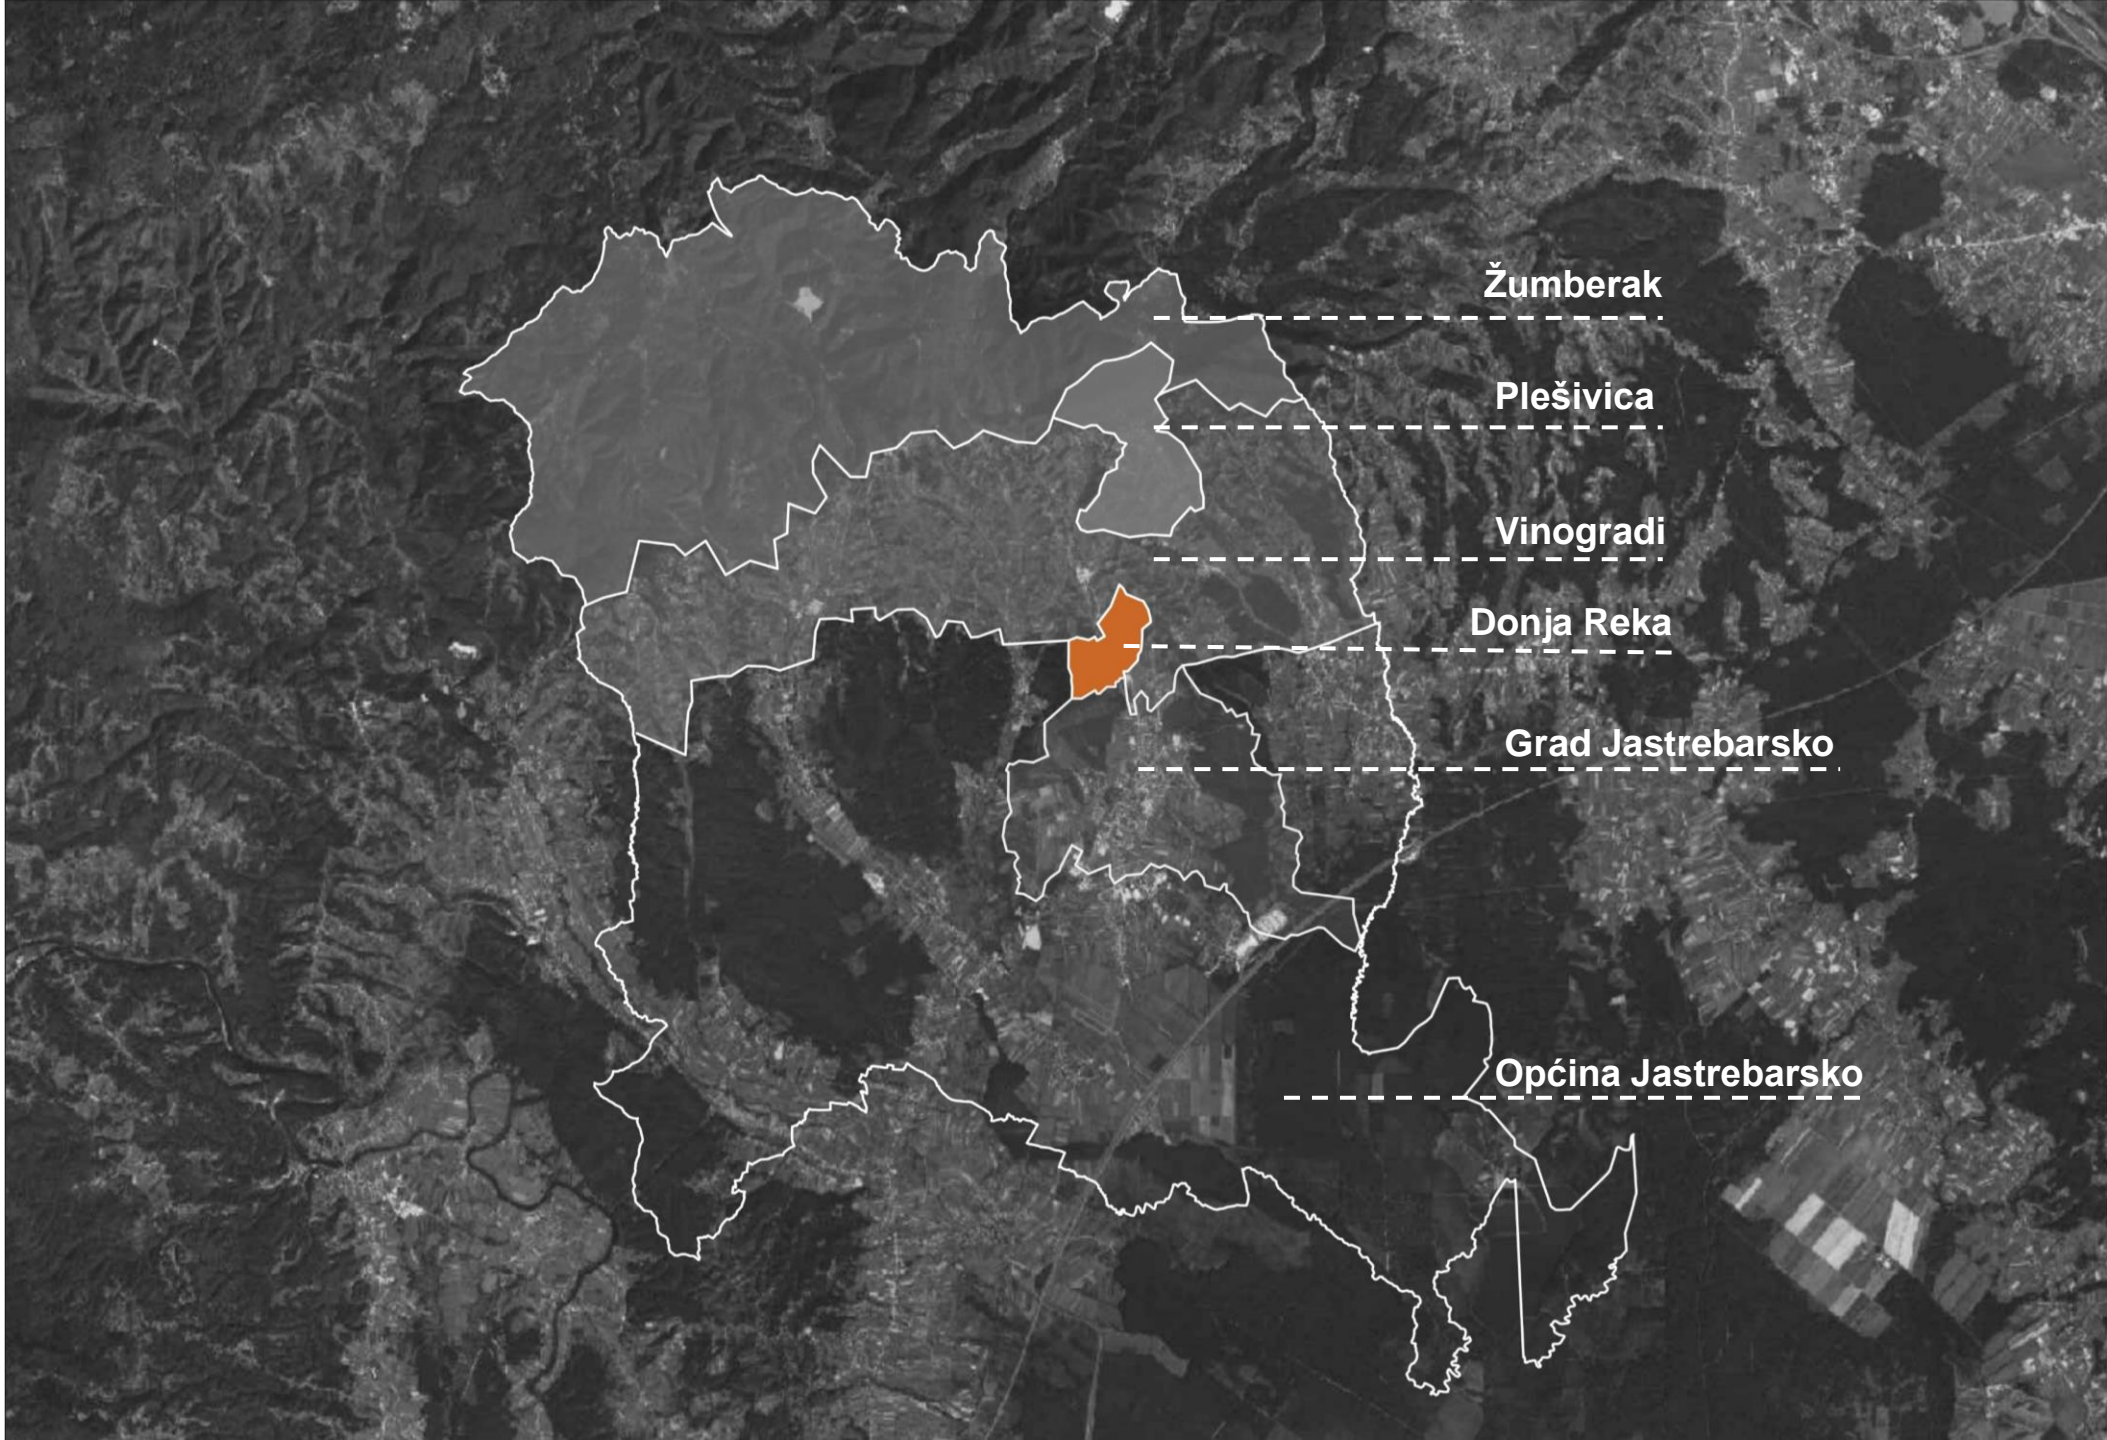 Žumberak
Plešivica
Vinogradi
Donja Reka
Grad Jastrebarsko
Općina Jastrebarsko